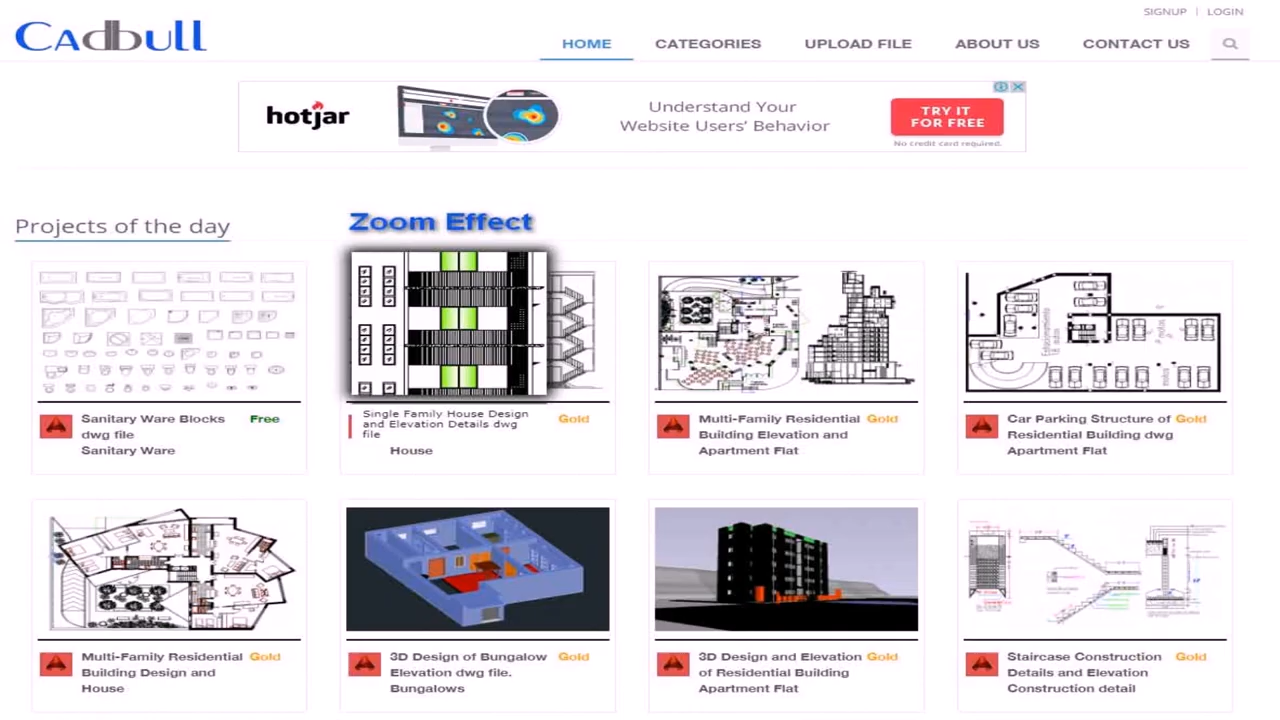 SIGNUP | LOGIN
Cadbull
HOME CATEGORIES UPLOAD FILE ABOUT US CONTACT US
hotjar
Understand Your
Website Users' Behavior
TRY IT
FOR FREE
No credit card required.
Projects of the day
Zoom Effect
Sanitary Ware Blocks Free
dwg file
Sanitary Ware
Single Family House Design Gold
and Elevation Details dwg
file
House
Multi-Family Residential Gold
Building Elevation and
Apartment Flat
Car Parking Structure of Gold
Residential Building dwg
Apartment Flat
Multi-Family Residential Gold
Building Design and
House
3D Design of Bungalow Gold
Elevation dwg file.
Bungalows
3D Design and Elevation Gold
of Residential Building
Apartment Flat
Staircase Construction Gold
Details and Elevation
Construction detail